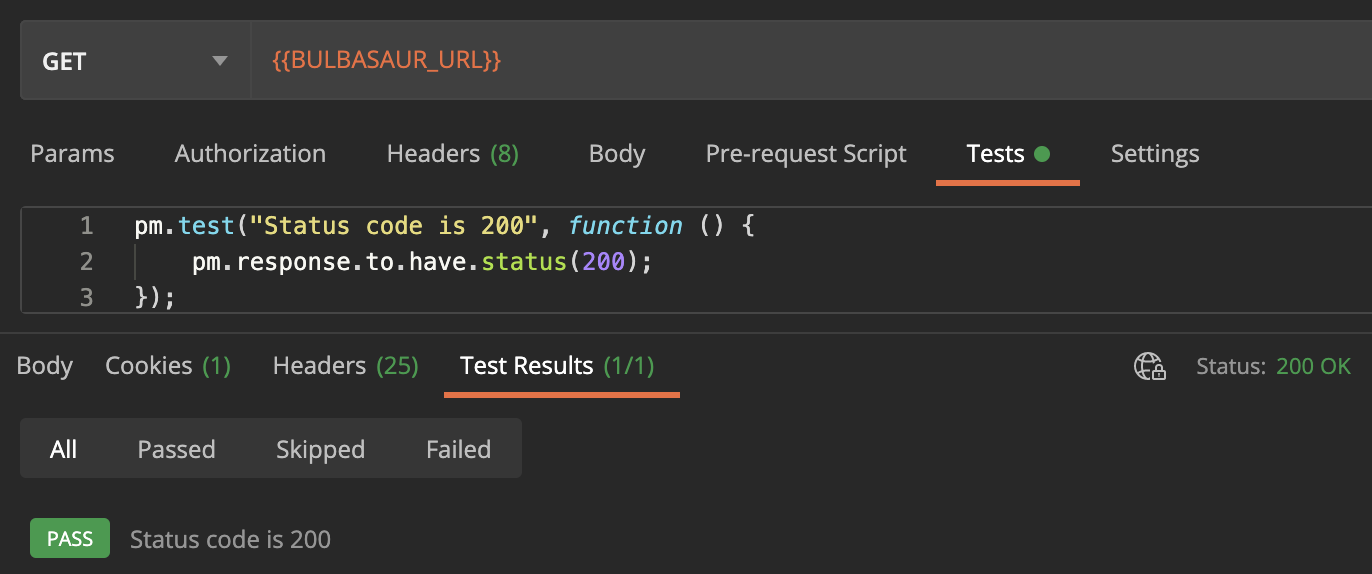 GET {{BULBASAUR_URL}}
Params Authorization Headers (8) Body Pre-request Script Tests Settings
1 pm.test("Status code is 200", function () {
2 pm.response.to.have.status(200);
3 });
Body Cookies (1) Headers (25) Test Results (1/1) Status: 200 OK
All Passed Skipped Failed
PASS Status code is 200